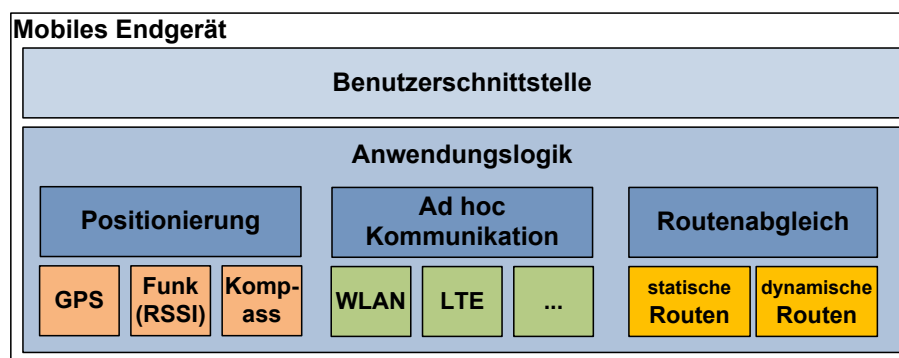 Mobiles Endgerät
Benutzerschnittstelle
Anwendungslogik
Positionierung
Ad hoc
Kommunikation
Routenabgleich
GPS
Funk
(RSSI)
Komp-
ass
WLAN
LTE
...
statische
Routen
dynamische
Routen